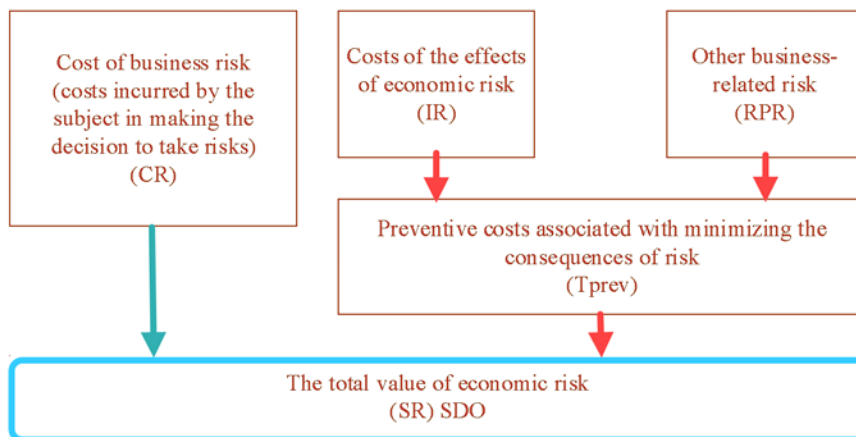 Cost of business risk
(costs incurred by the
subject in making the
decision to take risks)
(CR)
Costs of the effects
of economic risk
(IR)
Other business-
related risk
(RPR)
Preventive costs associated with minimizing the
consequences of risk
(Tprev)
The total value of economic risk
(SR) SDO